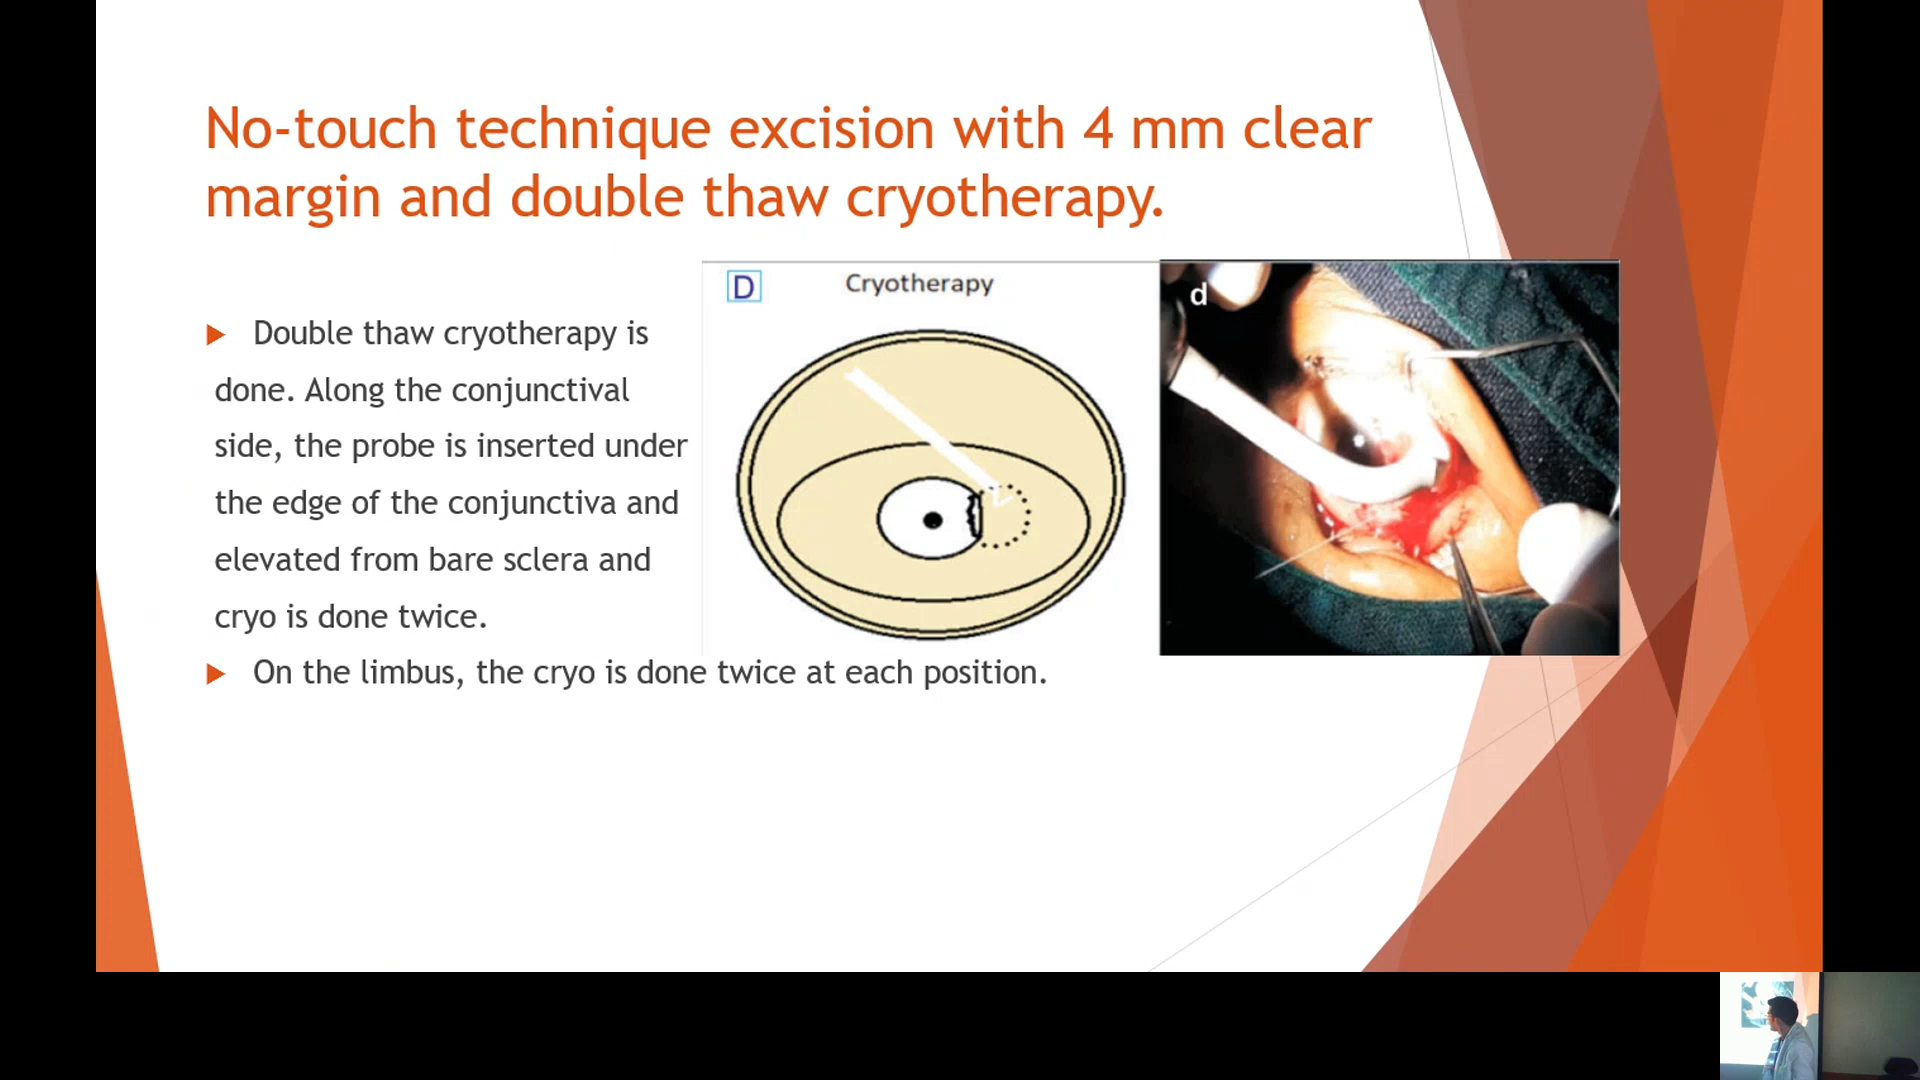 No-touch technique excision with 4 mm clear
margin and double thaw cryotherapy.
D
Cryotherapy
d
Double thaw cryotherapy is
done. Along the conjunctival
side, the probe is inserted under
the edge of the conjunctiva and
elevated from bare sclera and
cryo is done twice.
On the limbus, the cryo is done twice at each position.